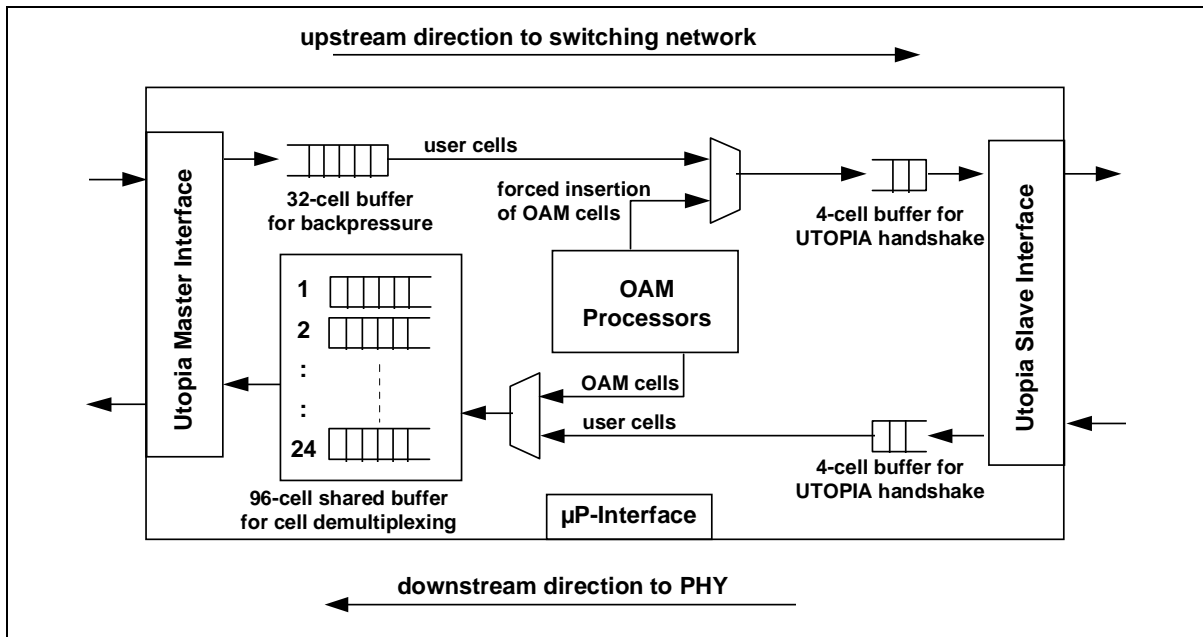 upstream direction to switching network
Utopia Master Interface
user cells
32-cell buffer
for backpressure
forced insertion
of OAM cells
4-cell buffer for
UTOPIA handshake
Utopia Slave Interface
OAM
Processors
1
2
:
:
24
OAM cells
user cells
96-cell shared buffer
for cell demultiplexing
4-cell buffer for
UTOPIA handshake
µP-Interface
downstream direction to PHY